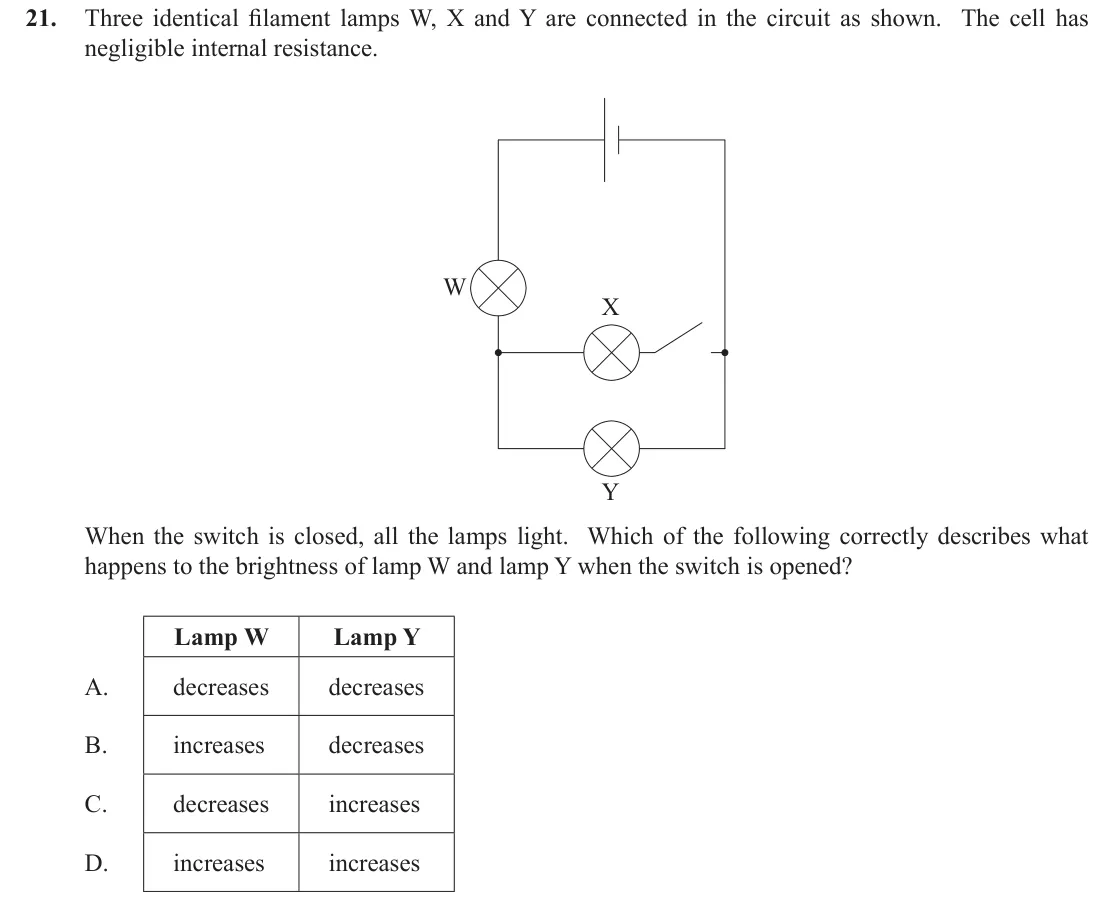 21. Three identical filament lamps W, X and Y are connected in the circuit as shown. The cell has
negligible internal resistance.
W
X
Y
When the switch is closed, all the lamps light. Which of the following correctly describes what
happens to the brightness of lamp W and lamp Y when the switch is opened?
Lamp W Lamp Y
A. decreases decreases
B. increases decreases
C. decreases increases
D. increases increases